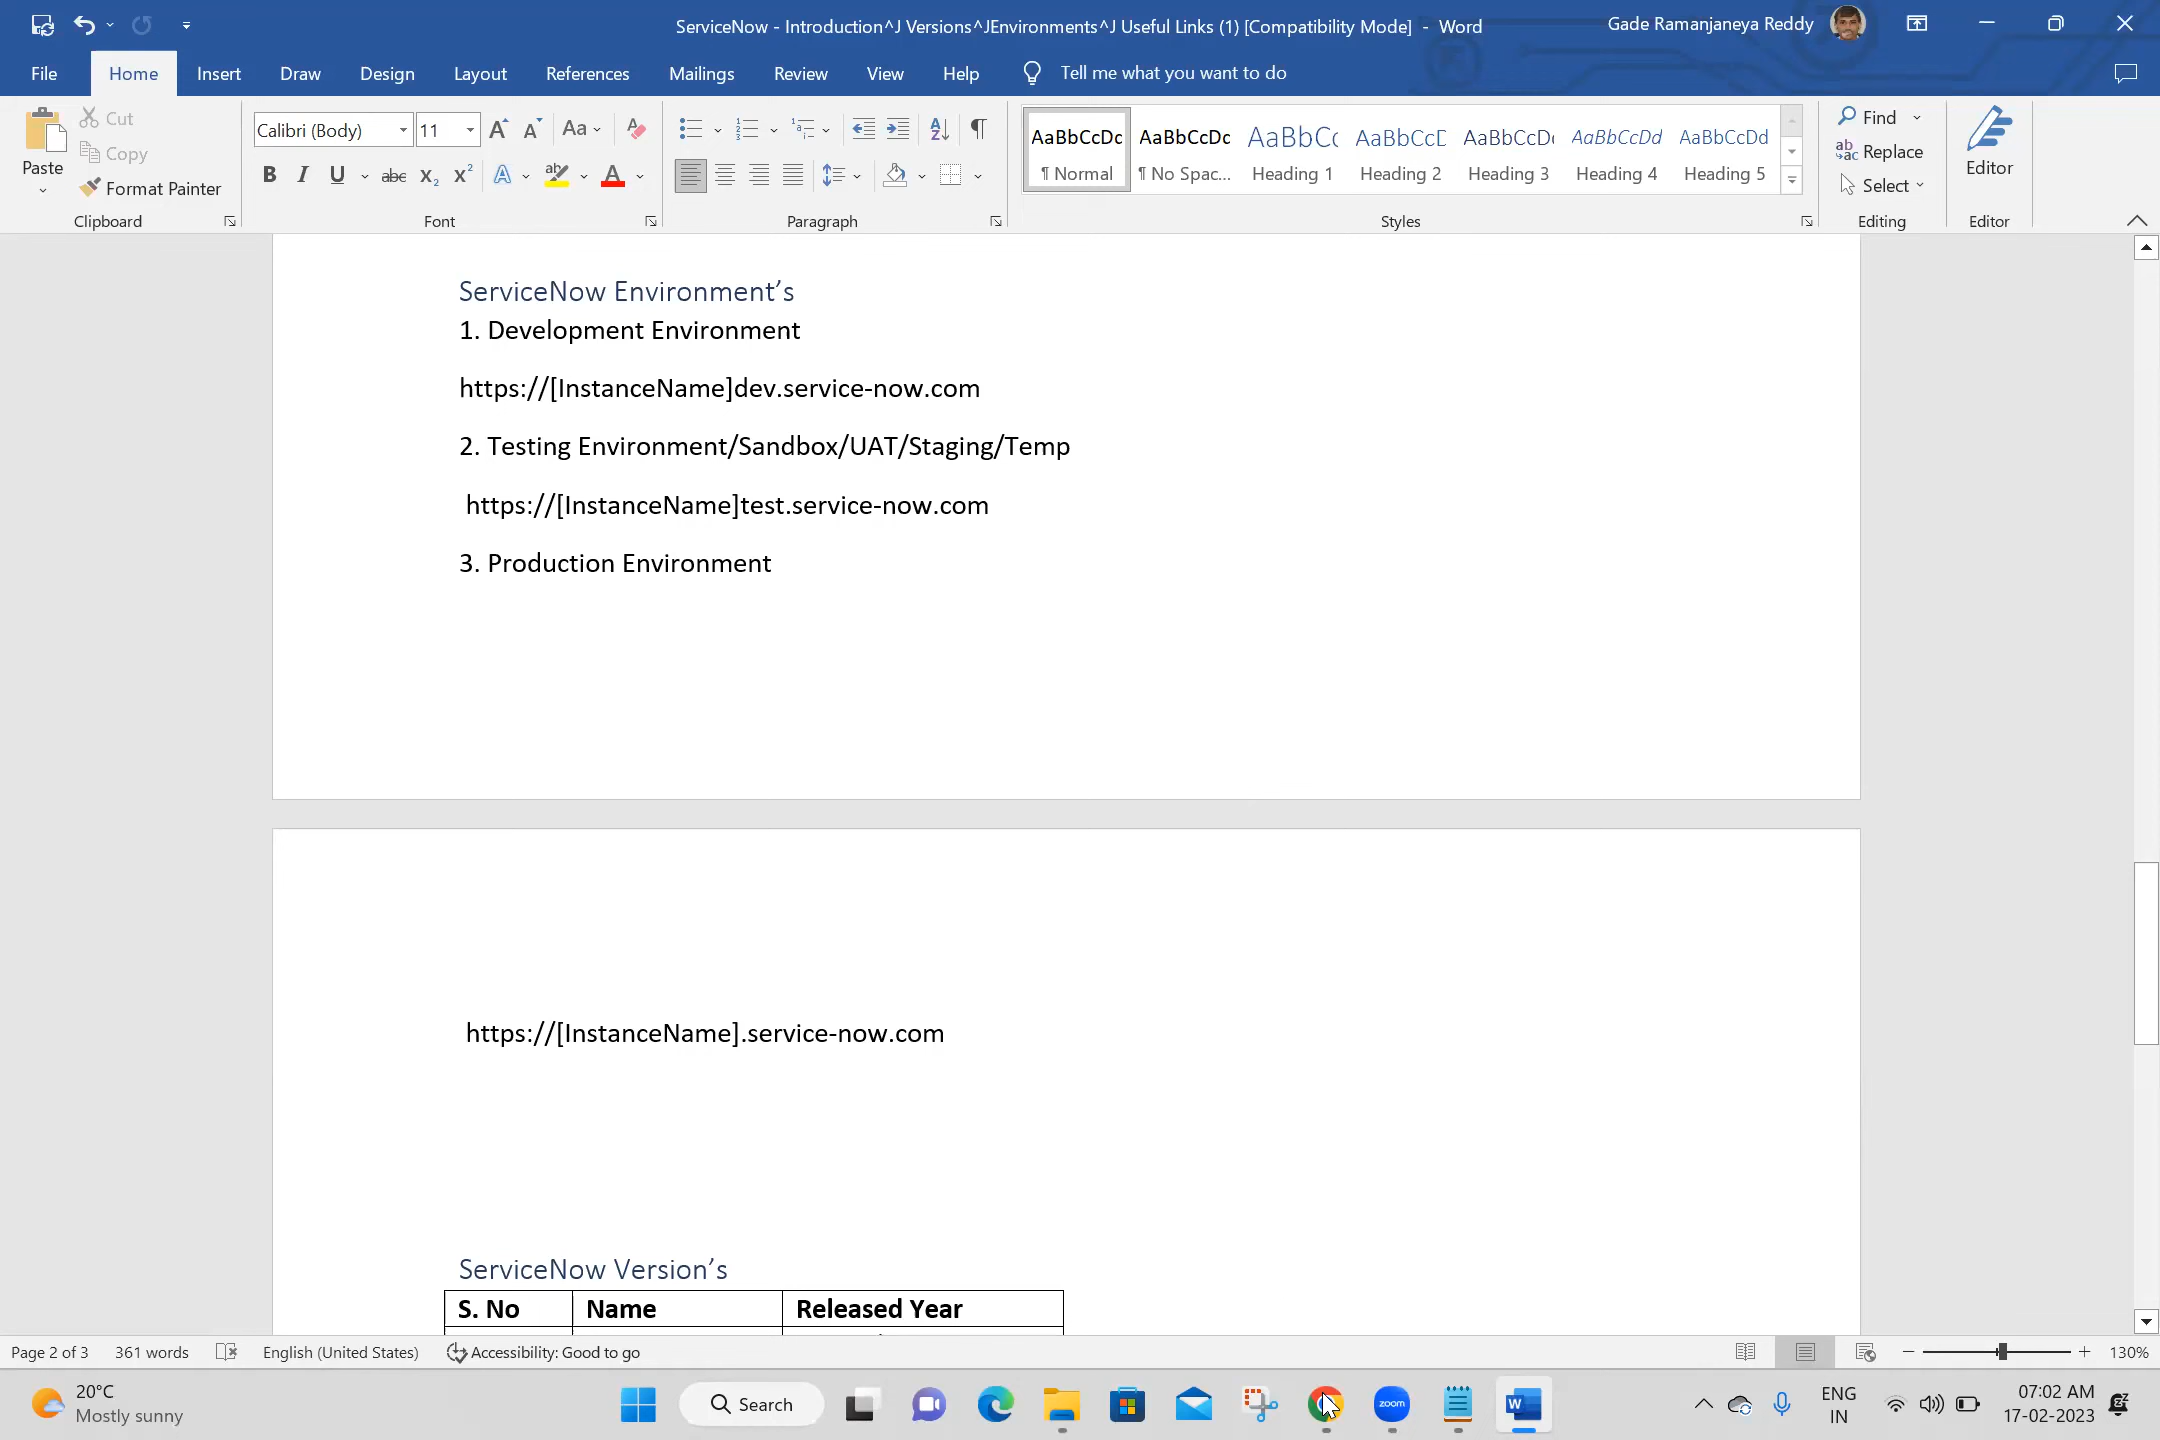 ServiceNow - Introduction^J Versions^JEnvironments^J Useful Links (1) [Compatibility Mode] - Word
Gade Ramanjaneya Reddy
File Home Insert Draw Design Layout References Mailings Review View Help Tell me what you want to do
Paste
Cut
Copy
Format Painter
Clipboard
Calibri (Body) 11
Font
Paragraph
AaBbCcDc AaBbCcDc AaBbCc AaBbCcD AaBbCcDd AaBbCcDd AaBbCcDd
¶ Normal ¶ No Spac... Heading 1 Heading 2 Heading 3 Heading 4 Heading 5
Styles
Find
Replace
Select
Editing
Editor
Editor
ServiceNow Environment’s
1. Development Environment
https://[InstanceName]dev.service-now.com
2. Testing Environment/Sandbox/UAT/Staging/Temp
https://[InstanceName]test.service-now.com
3. Production Environment
https://[InstanceName].service-now.com
ServiceNow Version’s
S. No Name Released Year
Page 2 of 3 361 words English (United States) Accessibility: Good to go 130%
20°C
Mostly sunny
Search
zoom
ENG
IN
07:02 AM
17-02-2023